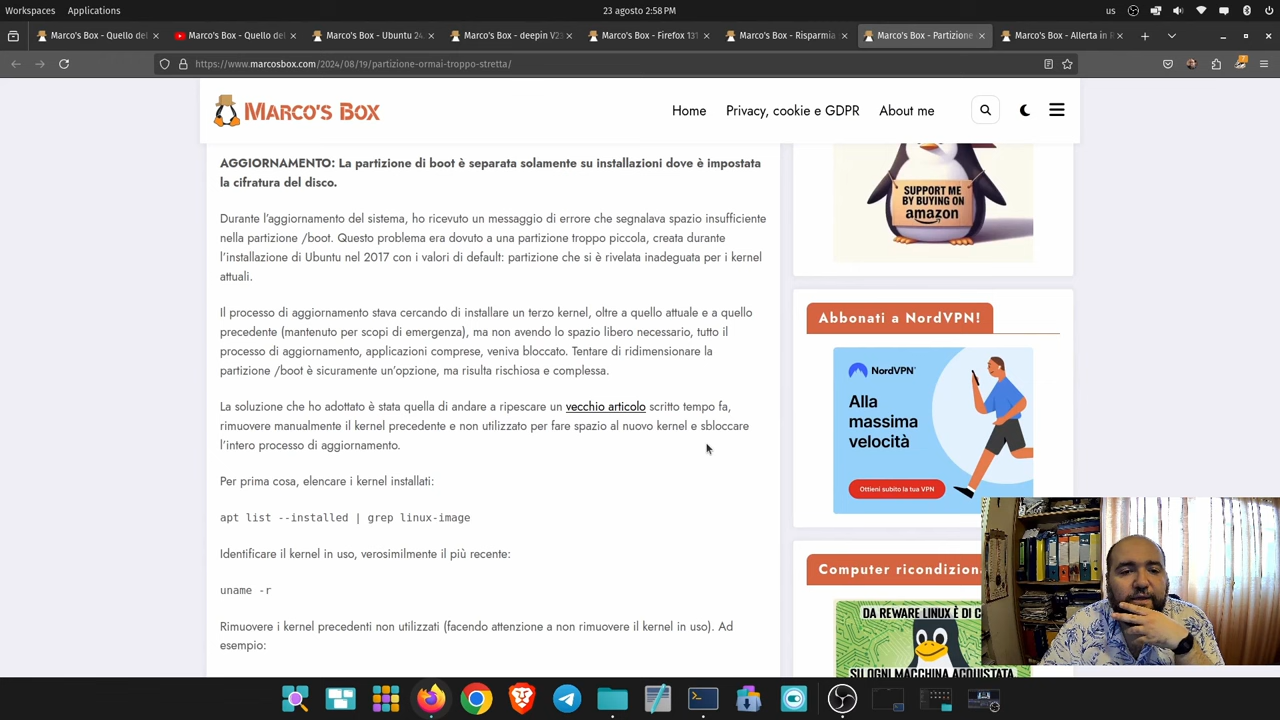 Workspaces Applications 23 agosto 2:58 PM us
Marco's Box - Quello del Marco's Box - Quello del Marco's Box - Ubuntu 24. Marco's Box - deepin V23 Marco's Box - Firefox 131 Marco's Box - Risparmia Marco's Box - Partizione Marco's Box - Allerta in R
https://www.marcosbox.com/2024/08/19/partizione-ormai-troppo-stretta/
MARCO'S BOX Home Privacy, cookie e GDPR About me
AGGIORNAMENTO: La partizione di boot è separata solamente su installazioni dove è impostata
la cifratura del disco.
Durante l'aggiornamento del sistema, ho ricevuto un messaggio di errore che segnalava spazio insufficiente
nella partizione /boot. Questo problema era dovuto a una partizione troppo piccola, creata durante
l'installazione di Ubuntu nel 2017 con i valori di default: partizione che si è rivelata inadeguata per i kernel
attuali.
Il processo di aggiornamento stava cercando di installare un terzo kernel, oltre a quello attuale e a quello
precedente (mantenuto per scopi di emergenza), ma non avendo lo spazio libero necessario, tutto il
processo di aggiornamento, applicazioni comprese, veniva bloccato. Tentare di ridimensionare la
partizione /boot è sicuramente un'opzione, ma risulta rischiosa e complessa.
La soluzione che ho adottato è stata quella di andare a ripescare un vecchio articolo scritto tempo fa,
rimuovere manualmente il kernel precedente e non utilizzato per fare spazio al nuovo kernel e sbloccare
l'intero processo di aggiornamento.
Per prima cosa, elencare i kernel installati:
apt list --installed | grep linux-image
Identificare il kernel in uso, verosimilmente il più recente:
uname -r
Rimuovere i kernel precedenti non utilizzati (facendo attenzione a non rimuovere il kernel in uso). Ad
esempio:
SUPPORT ME
BY BUYING ON
amazon
Abbonati a NordVPN!
NordVPN
Alla
massima
velocità
Ottieni subito la tua VPN
Computer ricondiziona
DA REWARE LINUX È DI C
SU OGNI MACCHINA ACQUISTATA